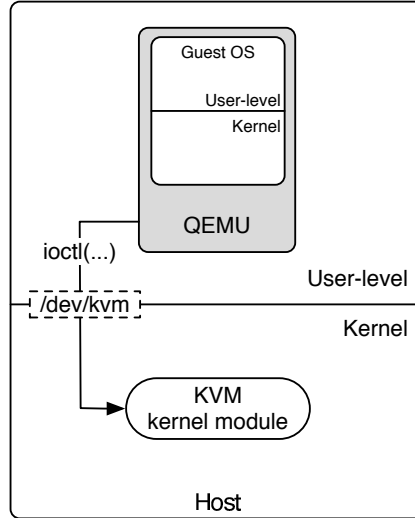 Guest OS
User-level
Kernel
QEMU
ioctl(...)
User-level
/dev/kvm
Kernel
KVM
kernel module
Host